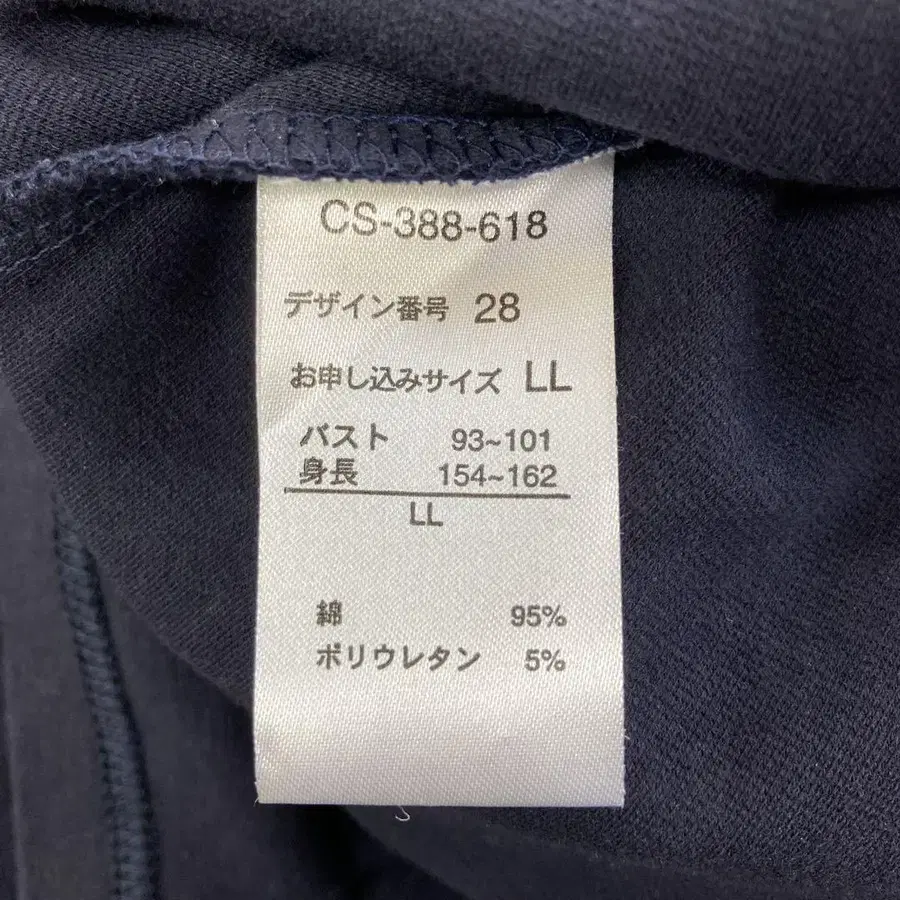 CS-388-618
デザイン番号 28
お申し込みサイズ LL
バスト 93~101
身長 154~162
LL
綿 95%
ポリウレタン 5%